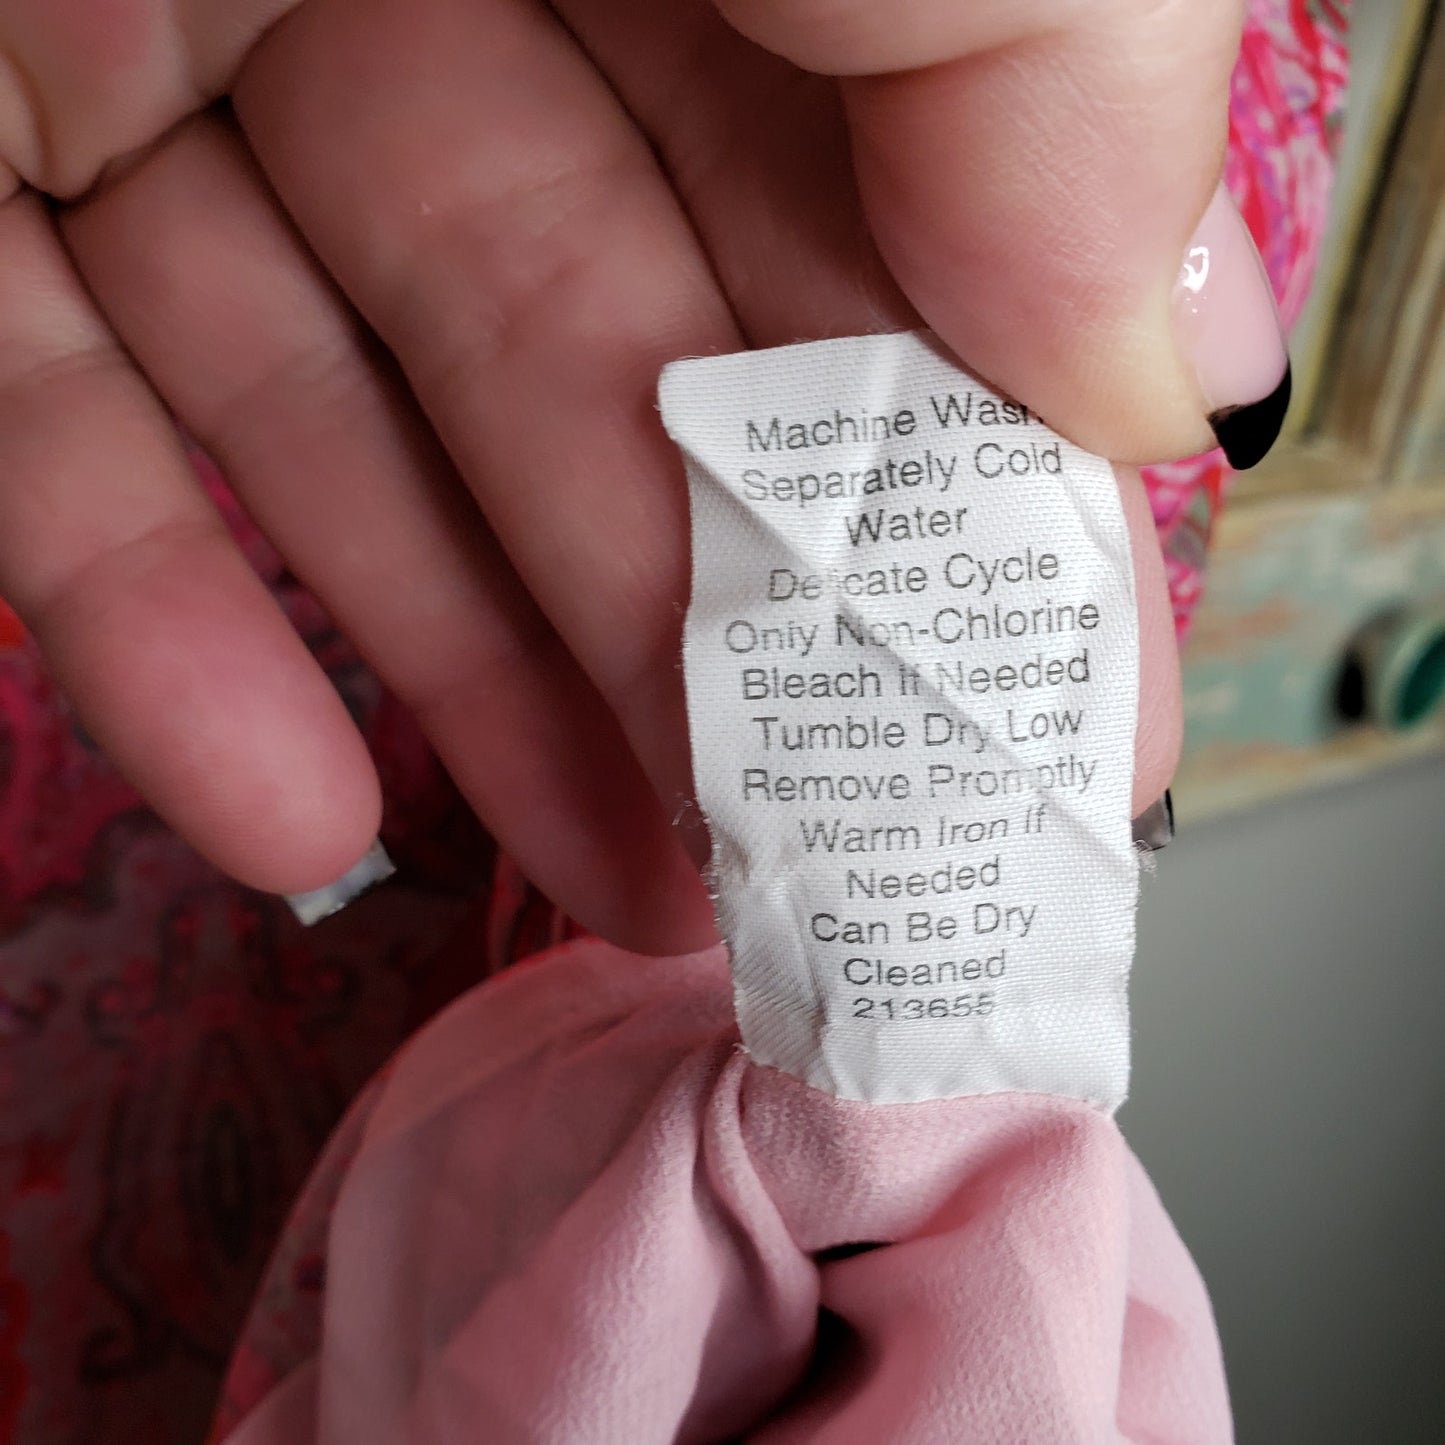 Machine Wash
Separately Cold
Water
Delicate Cycle
Only Non-Chlorine
Bleach If Needed
Tumble Dry Low
Remove Promptly
Warm Iron If
Needed
Can Be Dry
Cleaned
213655